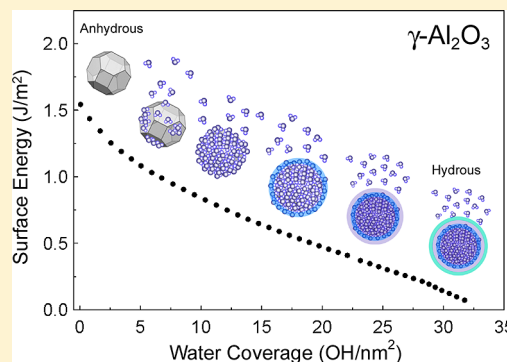 γ-Al₂O₃
Anhydrous
Hydrous
Surface Energy (J/m²)
2.0
1.5
1.0
0.5
0.0
0 5 10 15 20 25 30 35
Water Coverage (OH/nm²)